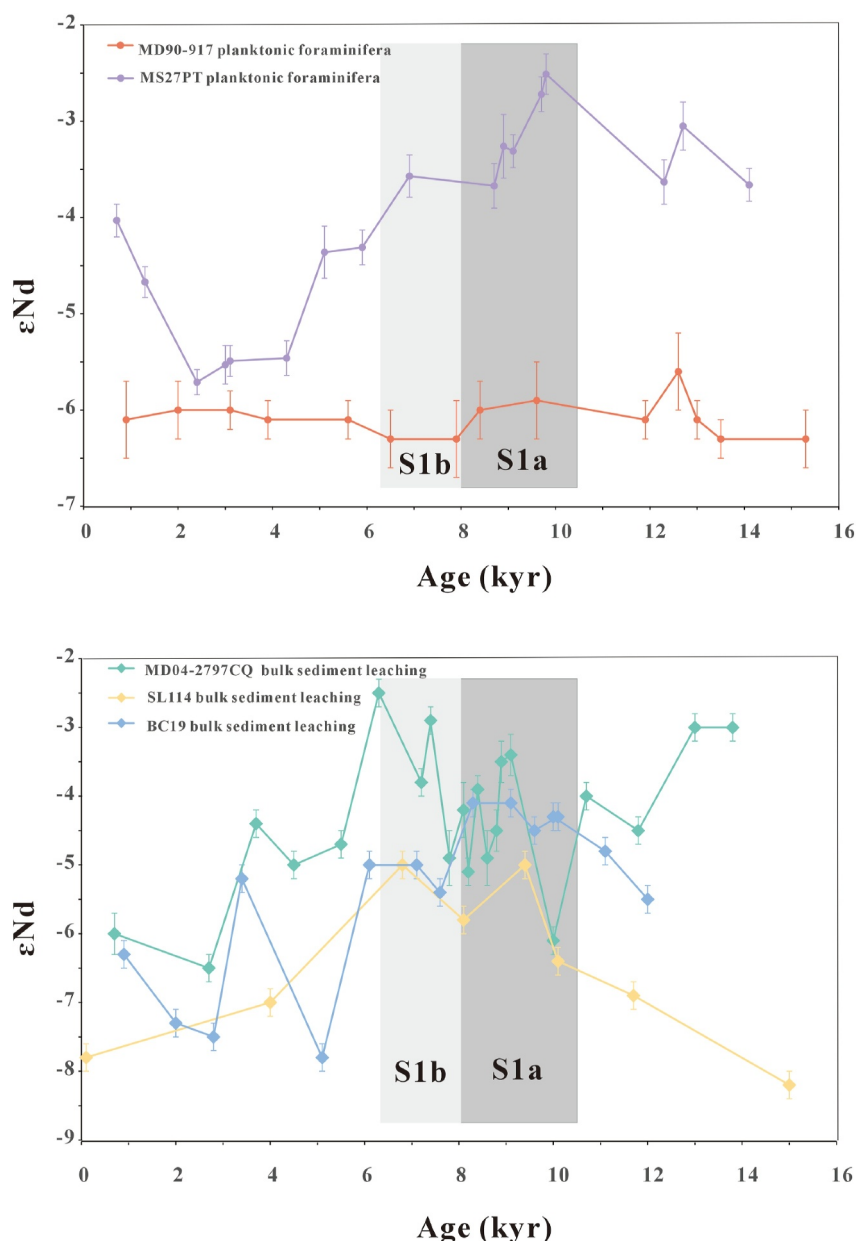 -2
MD90-917 planktonic foraminifera
MS27PT planktonic foraminifera
-3
-4
εNd
-5
-6
S1b S1a
-7
0 2 4 6 8 10 12 14 16
Age (kyr)
-2
MD04-2797CQ bulk sediment leaching
SL114 bulk sediment leaching
-3
BC19 bulk sediment leaching
-4
-5
εNd
-6
-7
-8
S1b S1a
-9
0 2 4 6 8 10 12 14 16
Age (kyr)